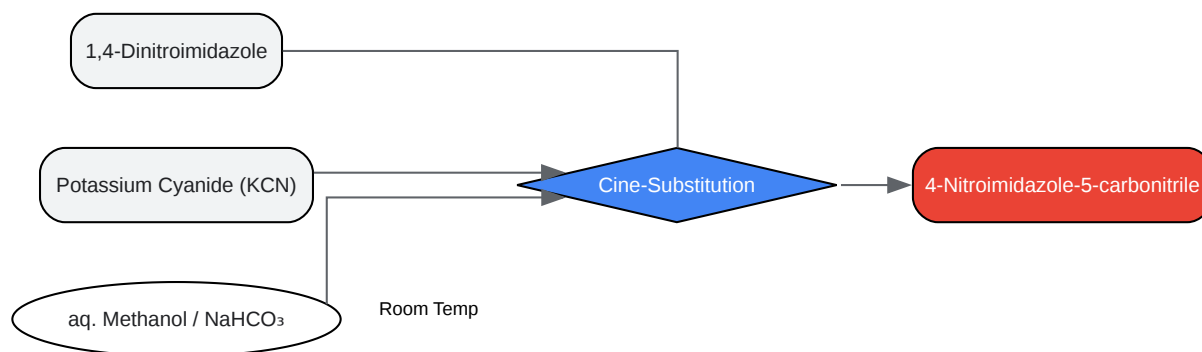 1,4-Dinitroimidazole
Potassium Cyanide (KCN)
Cine-Substitution
4-Nitroimidazole-5-carbonitrile
aq. Methanol / NaHCO₃
Room Temp